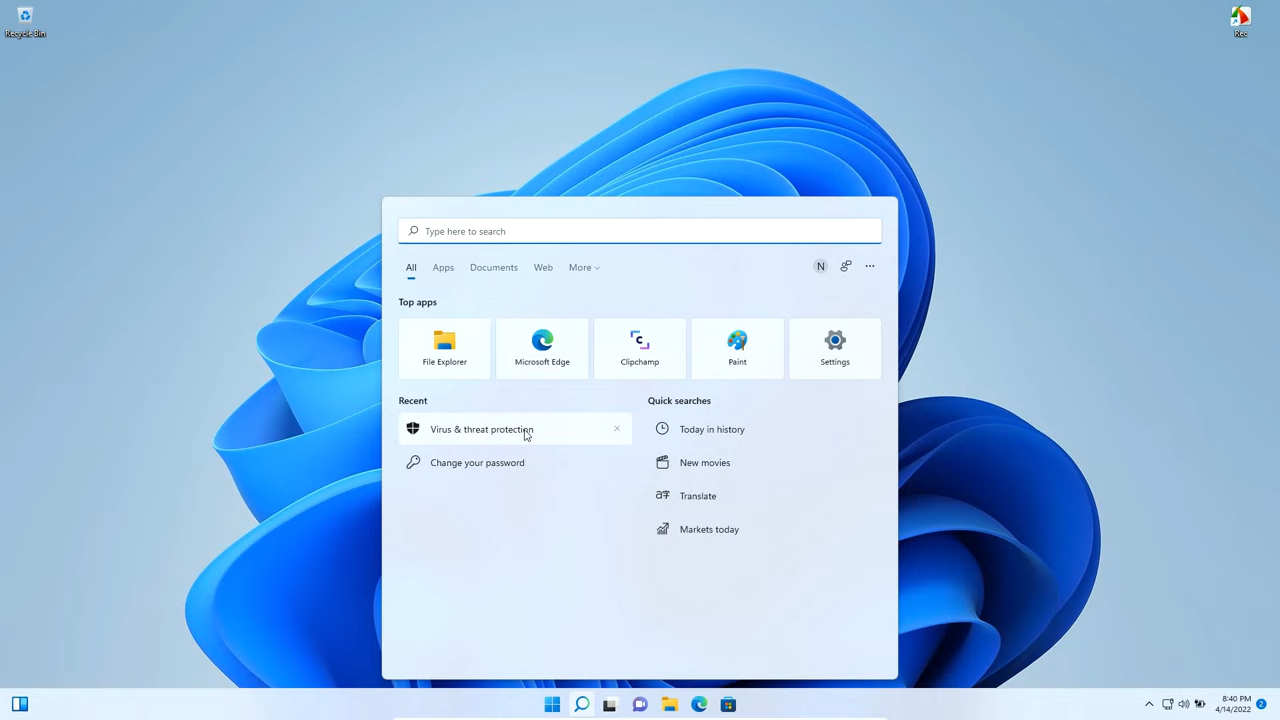 Recycle Bin
Rec
Type here to search
All Apps Documents Web More
N
Top apps
File Explorer Microsoft Edge Clipchamp Paint Settings
Recent
Virus & threat protection
Change your password
Quick searches
Today in history
New movies
Translate
Markets today
8:40 PM
4/14/2022
2